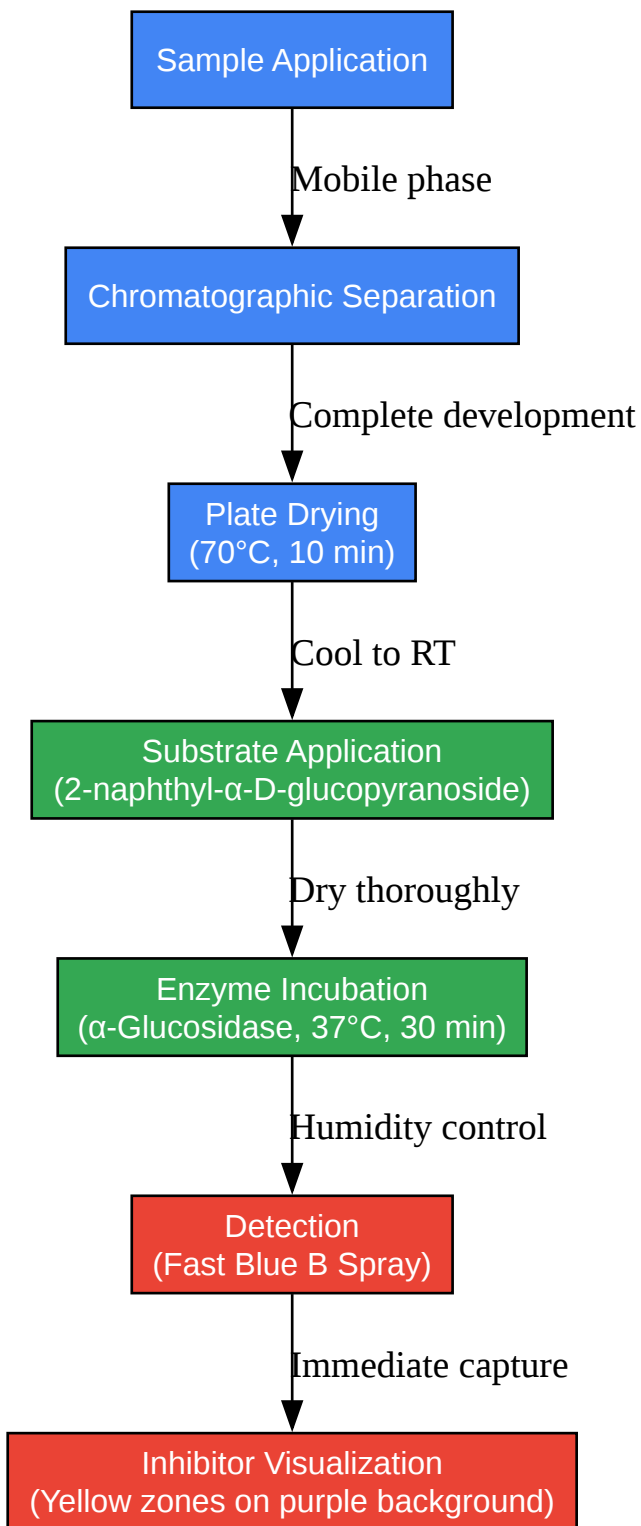 Sample Application
Mobile phase
Chromatographic Separation
Complete development
Plate Drying
(70°C, 10 min)
Cool to RT
Substrate Application
(2-naphthyl-α-D-glucopyranoside)
Dry thoroughly
Enzyme Incubation
(α-Glucosidase, 37°C, 30 min)
Humidity control
Detection
(Fast Blue B Spray)
Immediate capture
Inhibitor Visualization
(Yellow zones on purple background)